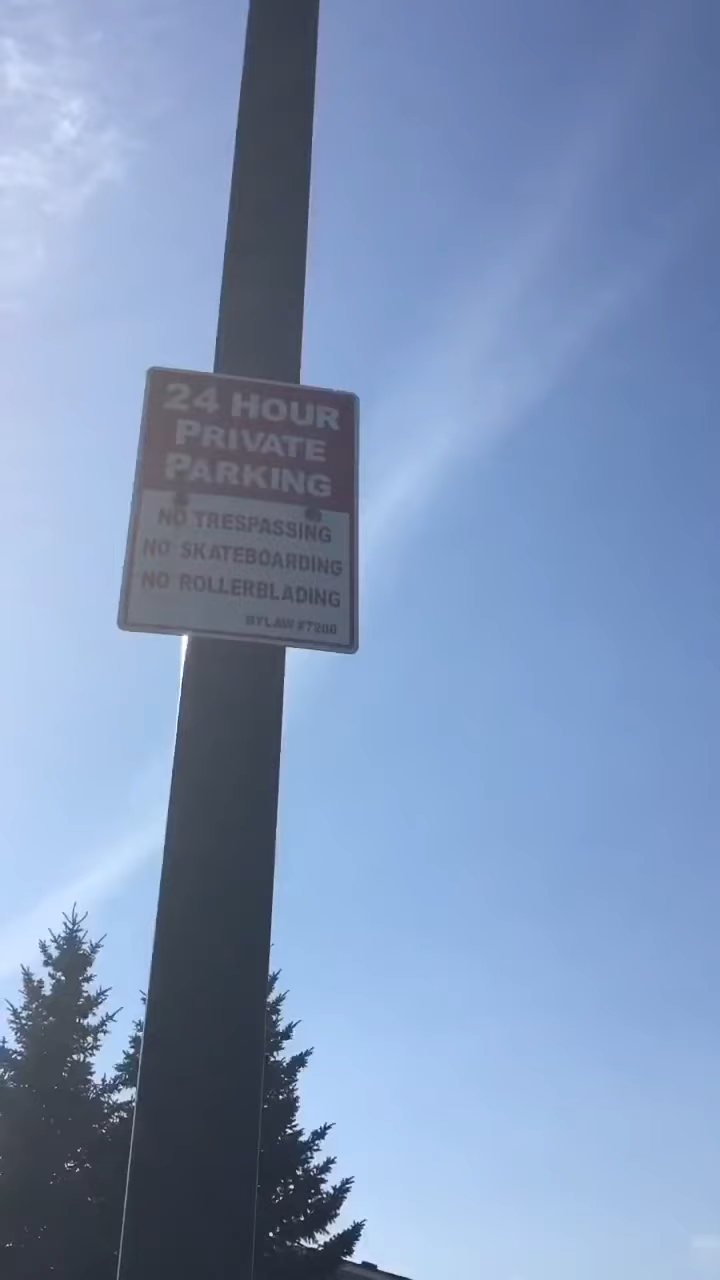 24 HOUR
PRIVATE
PARKING
NO TRESPASSING
NO SKATEBOARDING
NO ROLLERBLADING
BYLAW #7200